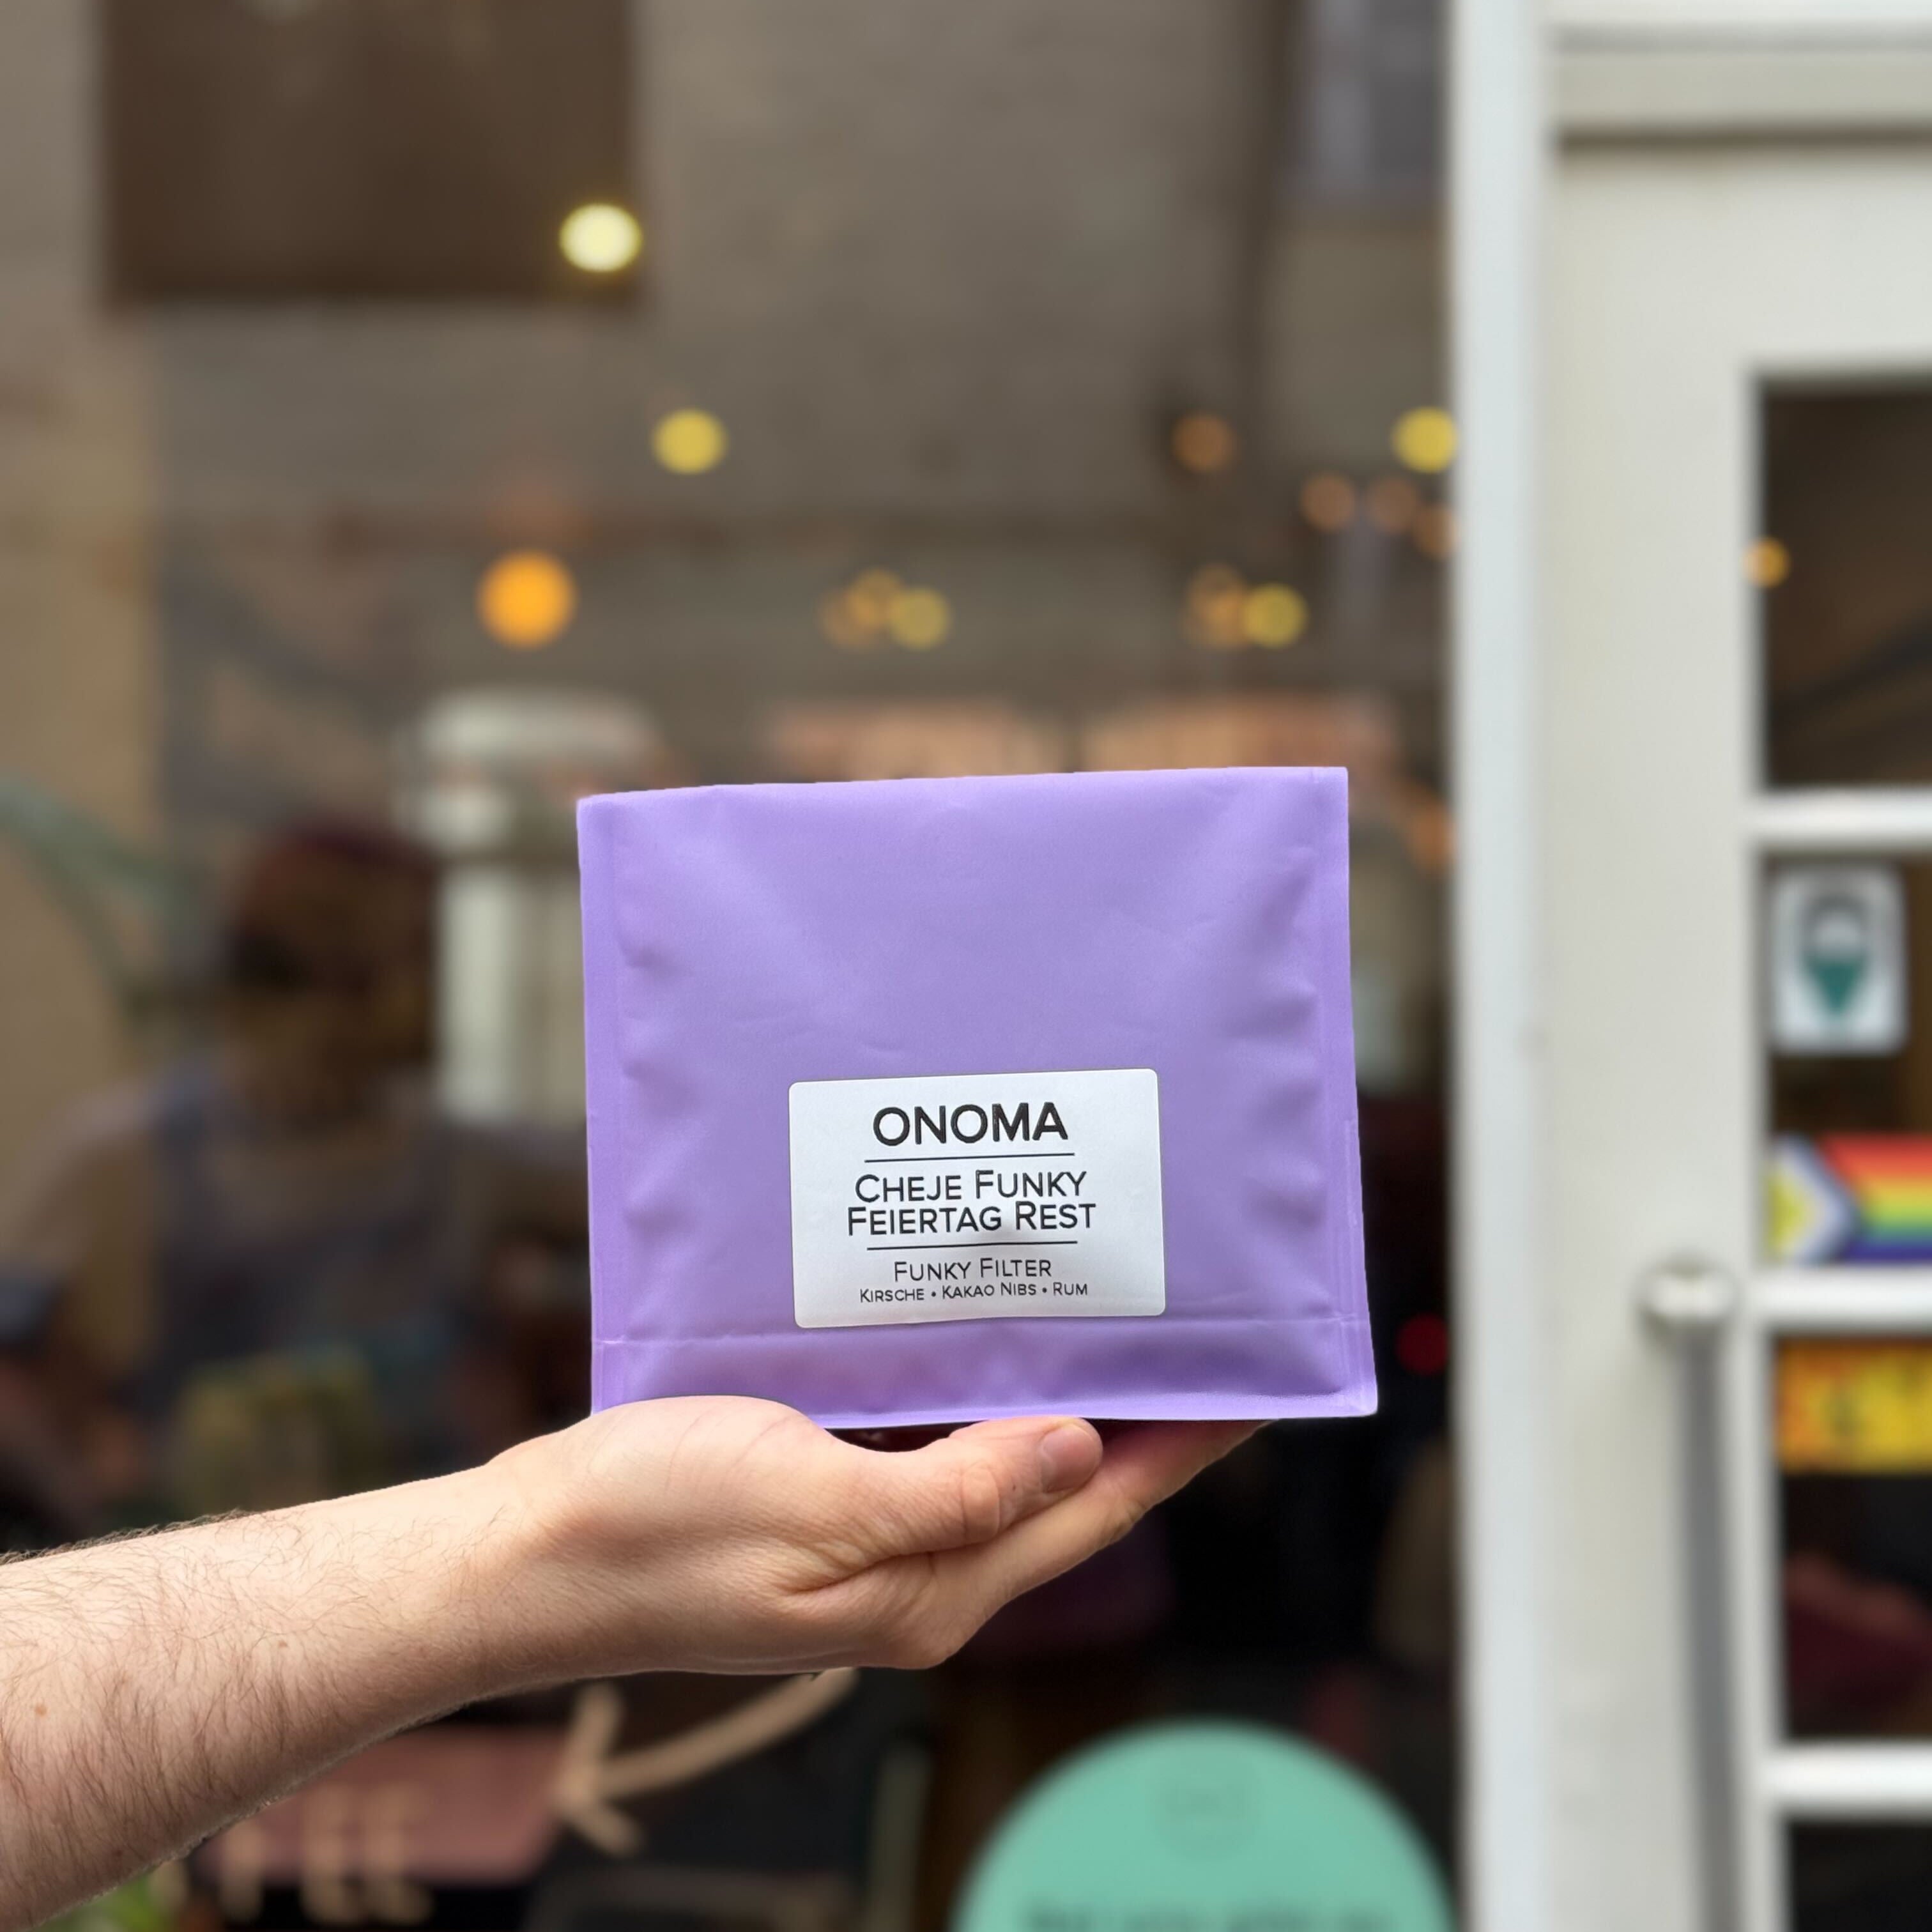 ONOMA
CHEJE FUNKY
FEIERTAG REST
FUNKY FILTER
KIRSCHE • KAKAO NIBS • RUM